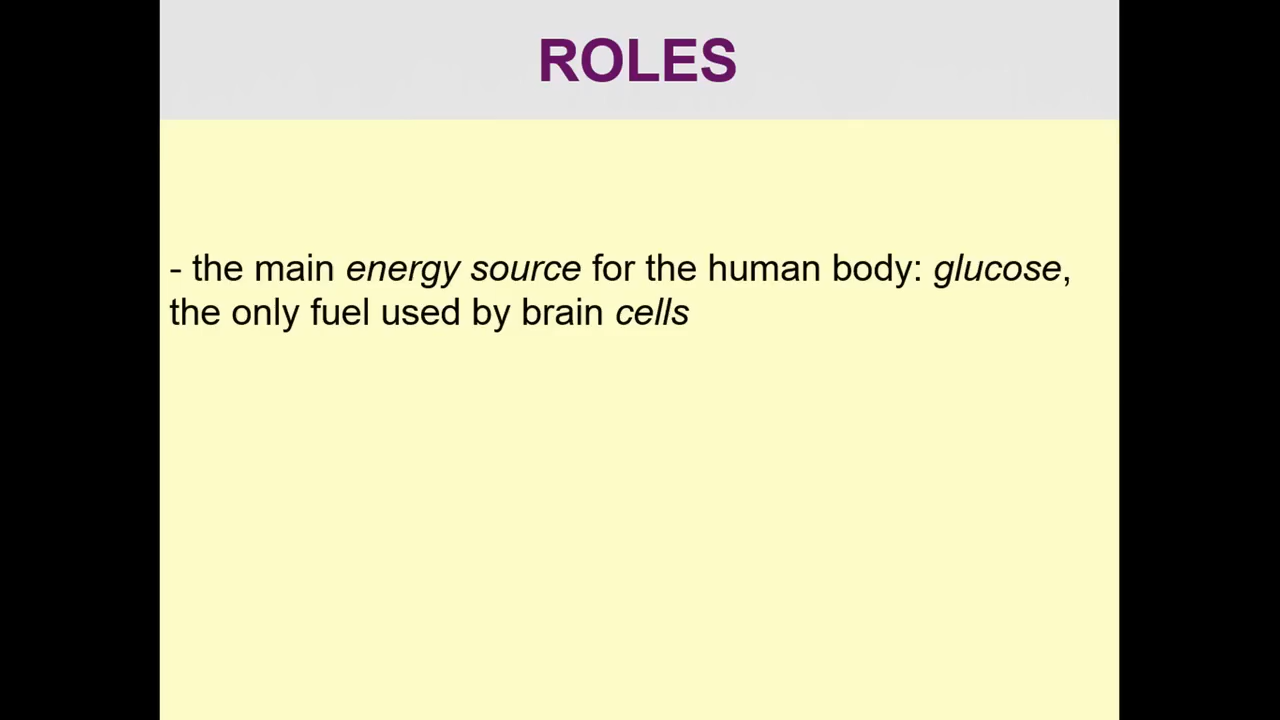 ROLES
- the main energy source for the human body: glucose,
the only fuel used by brain cells